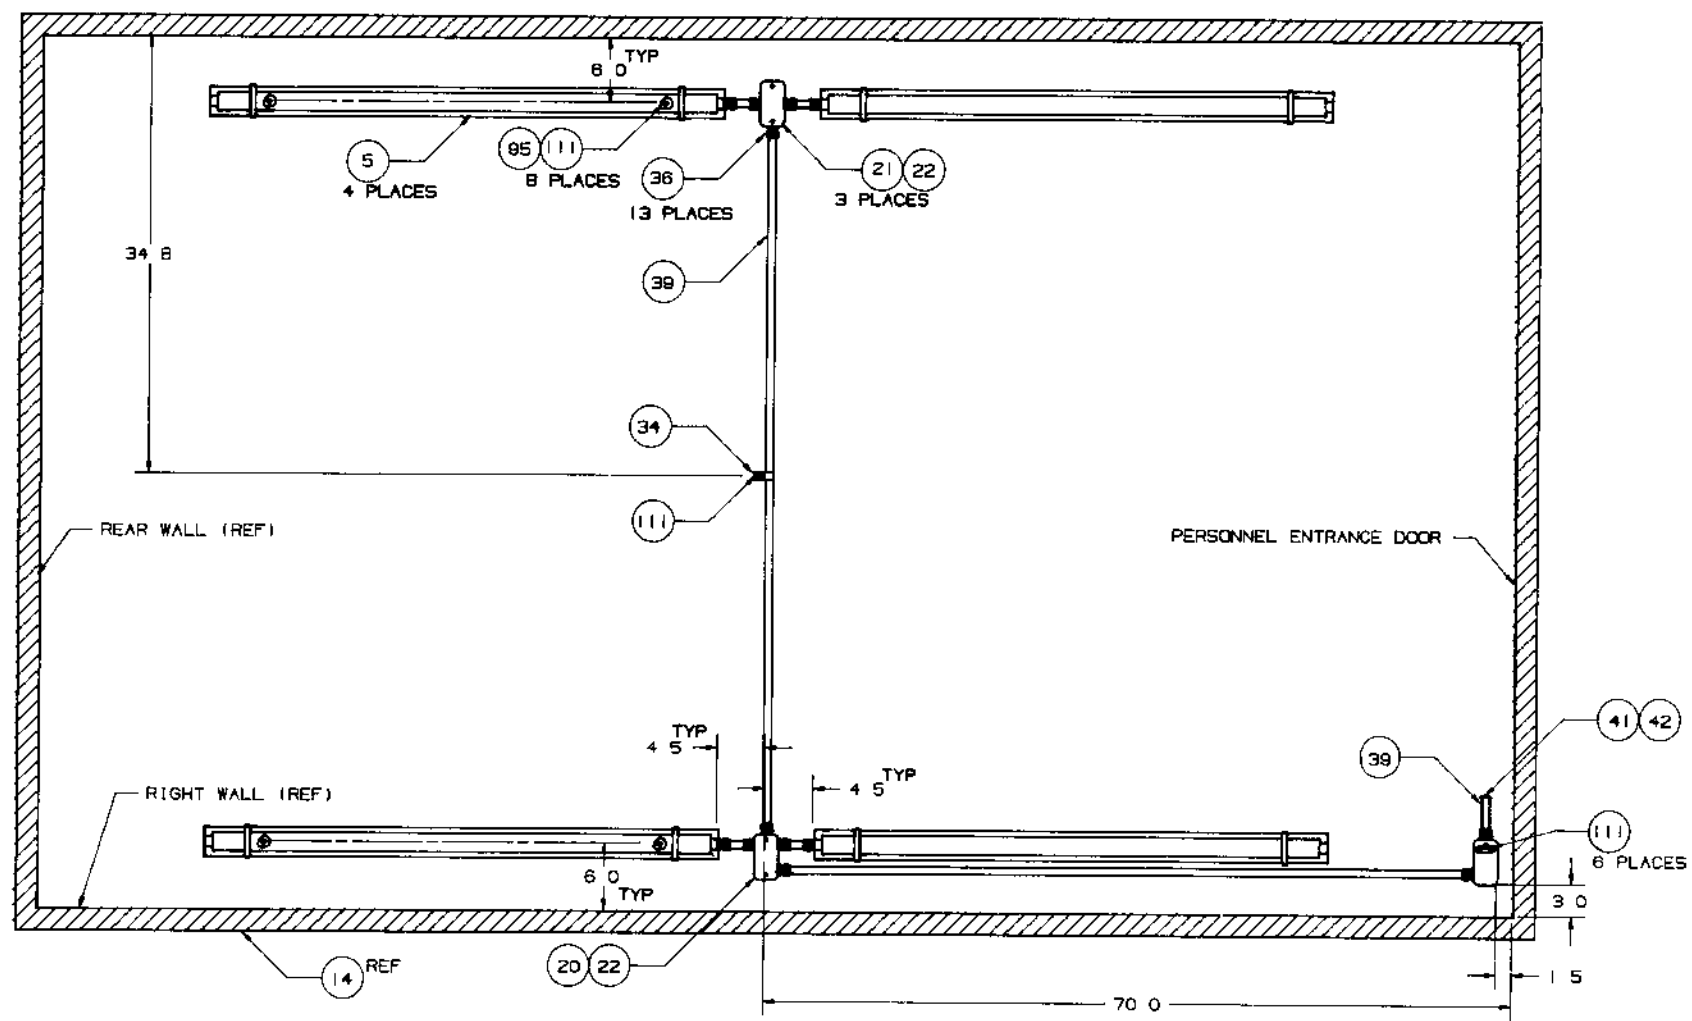 TYP
6 0
5
4 PLACES
95 111
8 PLACES
36
13 PLACES
21 22
3 PLACES
34 8
39
34
111
REAR WALL (REF)
PERSONNEL ENTRANCE DOOR
41 42
TYP
4 5
39
TYP
4 5
RIGHT WALL (REF)
111
6 PLACES
6 0
TYP
3 0
20 22
14 REF
1 5
70 0